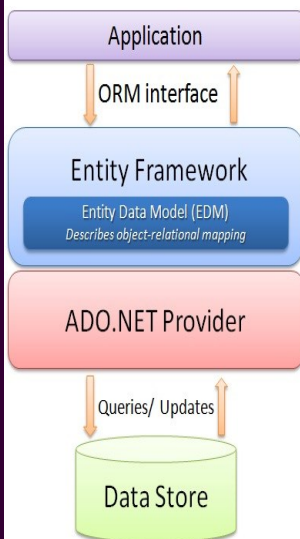 Application
ORM interface
Entity Framework
Entity Data Model (EDM)
Describes object-relational mapping
ADO.NET Provider
Queries/ Updates
Data Store